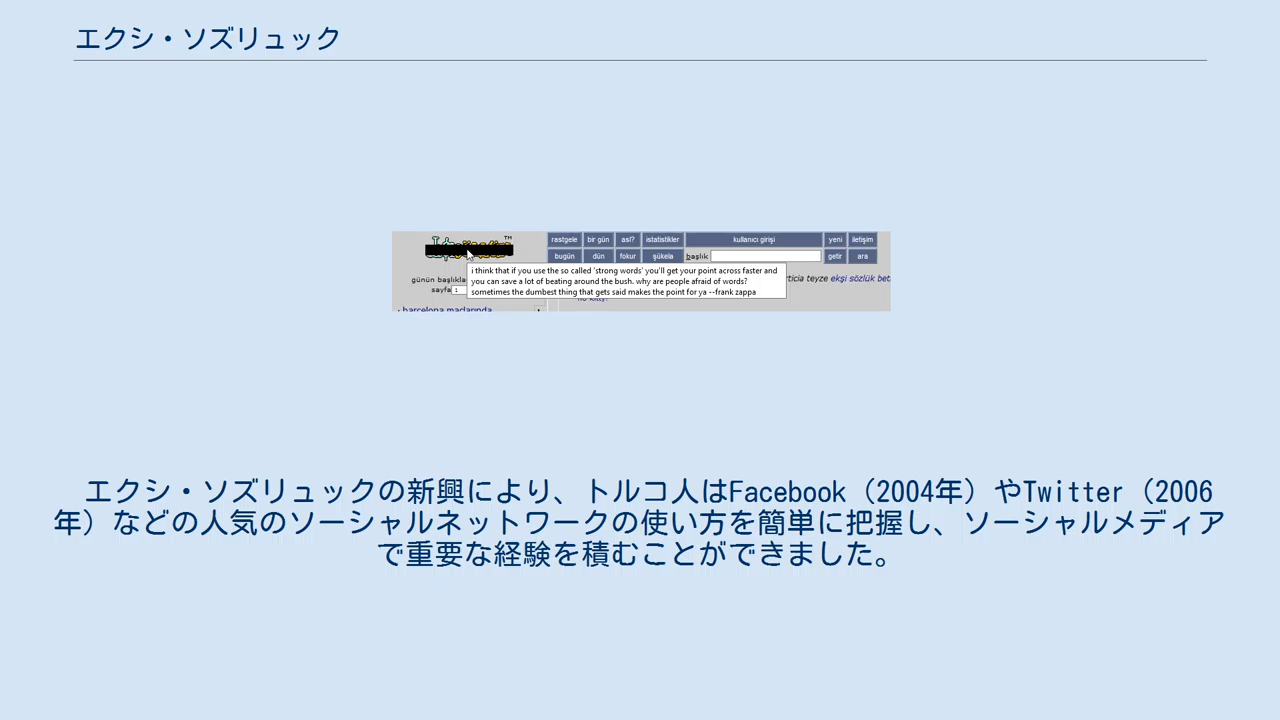 エクシ・ソズリュック
™
rastgele bir gün asl? istatistikler kullanıcı girişi yeni iletişim
bugün dün fokur şükela başlık getir ara
i think that if you use the so called 'strong words' you'll get your point across faster and
you can save a lot of beating around the bush. why are people afraid of words?
sometimes the dumbest thing that gets said makes the point for ya --frank zappa
günün
sayfa 1
teyze ekşi sözlük
barcelona maçlarında
エクシ・ソズリュックの新興により、トルコ人はFacebook（2004年）やTwitter（2006
年）などの人気のソーシャルネットワークの使い方を簡単に把握し、ソーシャルメディア
で重要な経験を積むことができました。